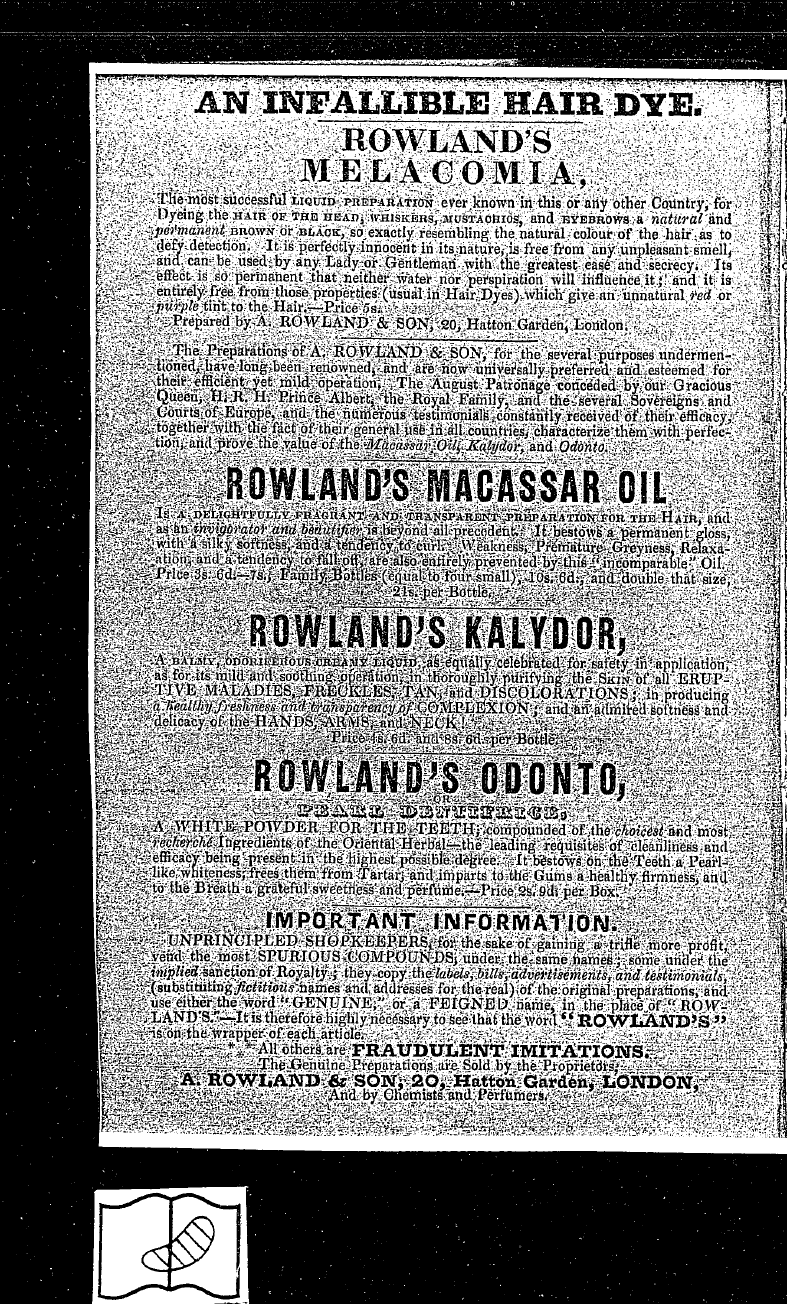 AN INFALLIBLE HAIR DYE.
ROWLAND'S
MELACOMIA,
The most successful LIQUID PREPARATION ever known in this or any other Country, for
Dyeing the HAIR OF THE HEAD, WHISKERS, MUSTACHIOS, and EYEBROWS a natural and
permanent BROWN or BLACK, so exactly resembling the natural colour of the hair as to
defy detection. It is perfectly innocent in its nature, is free from any unpleasant smell,
and can be used by any Lady or Gentleman with the greatest ease and secrecy. Its
effect is so permanent that neither water nor perspiration will influence it; and it is
entirely free from those properties (usual in Hair Dyes) which give an unnatural red or
purple tint to the Hair.—Price 5s.
Prepared by A. ROWLAND & SON, 20, Hatton Garden, London.
The Preparations of A. ROWLAND & SON, for the several purposes undermen-
tioned, have long been renowned, and are now universally preferred and esteemed for
their efficient yet mild operation. The August Patronage conceded by our Gracious
Queen, H. R. H. Prince Albert, the Royal Family, and the several Sovereigns and
Courts of Europe, and the numerous testimonials constantly received of their efficacy,
together with the fact of their general use in all countries, characterize them with perfec-
tion, and prove the value of the Macassar Oil, Kalydor, and Odonto.
ROWLAND'S MACASSAR OIL
Is A DELIGHTFULLY FRAGRANT AND TRANSPARENT PREPARATION FOR THE HAIR, and
as an invigorator and beautifier is beyond all precedent. It bestows a permanent gloss,
with a silky softness, and a tendency to curl. Weakness, Premature Greyness, Relaxa-
ation, and a tendency to fall off, are also entirely prevented by this "incomparable" Oil.
Price 3s. 6d.—7s.; Family Bottles (equal to four small), 10s. 6d., and double that size,
21s. per Bottle.
ROWLAND'S KALYDOR,
A BALMY, ODORIFEROUS CREAMY LIQUID, as equally celebrated for safety in application,
as for its mild and soothing operation, in thoroughly purifying the SKIN of all ERUP-
TIVE MALADIES, FRECKLES, TAN, and DISCOLORATIONS; in producing
a healthy freshness and transparency of COMPLEXION; and an admired softness and
delicacy of the HANDS, ARMS, and NECK!
Price 4s. 6d. and 8s. 6d. per Bottle.
ROWLAND'S ODONTO,
OR
PEARL DENTIFRICE,
A WHITE POWDER FOR THE TEETH, compounded of the choicest and most
recherché Ingredients of the Oriental Herbal—the leading requisites of cleanliness and
efficacy being present in the highest possible degree. It bestows on the Teeth a Pearl-
like whiteness, frees them from Tartar, and imparts to the Gums a healthy firmness, and
to the Breath a grateful sweetness and perfume.—Price 2s. 9d. per Box.
IMPORTANT INFORMATION.
UNPRINCIPLED SHOPKEEPERS, for the sake of gaining a trifle more profit,
vend the most SPURIOUS COMPOUNDS, under the same names; some under the
implied sanction of Royalty; they copy the labels, bills, advertisements, and testimonials,
(substituting fictitious names and addresses for the real) of the original preparations, and
use either the word "GENUINE," or a FEIGNED name, in the place of "ROW-
LAND'S."—It is therefore highly necessary to see that the word "ROWLAND'S"
is on the wrapper of each article.
* * All others are FRAUDULENT IMITATIONS.
The Genuine Preparations are Sold by the Proprietors,
A. ROWLAND & SON, 20, Hatton Garden, LONDON,
And by Chemists and Perfumers.